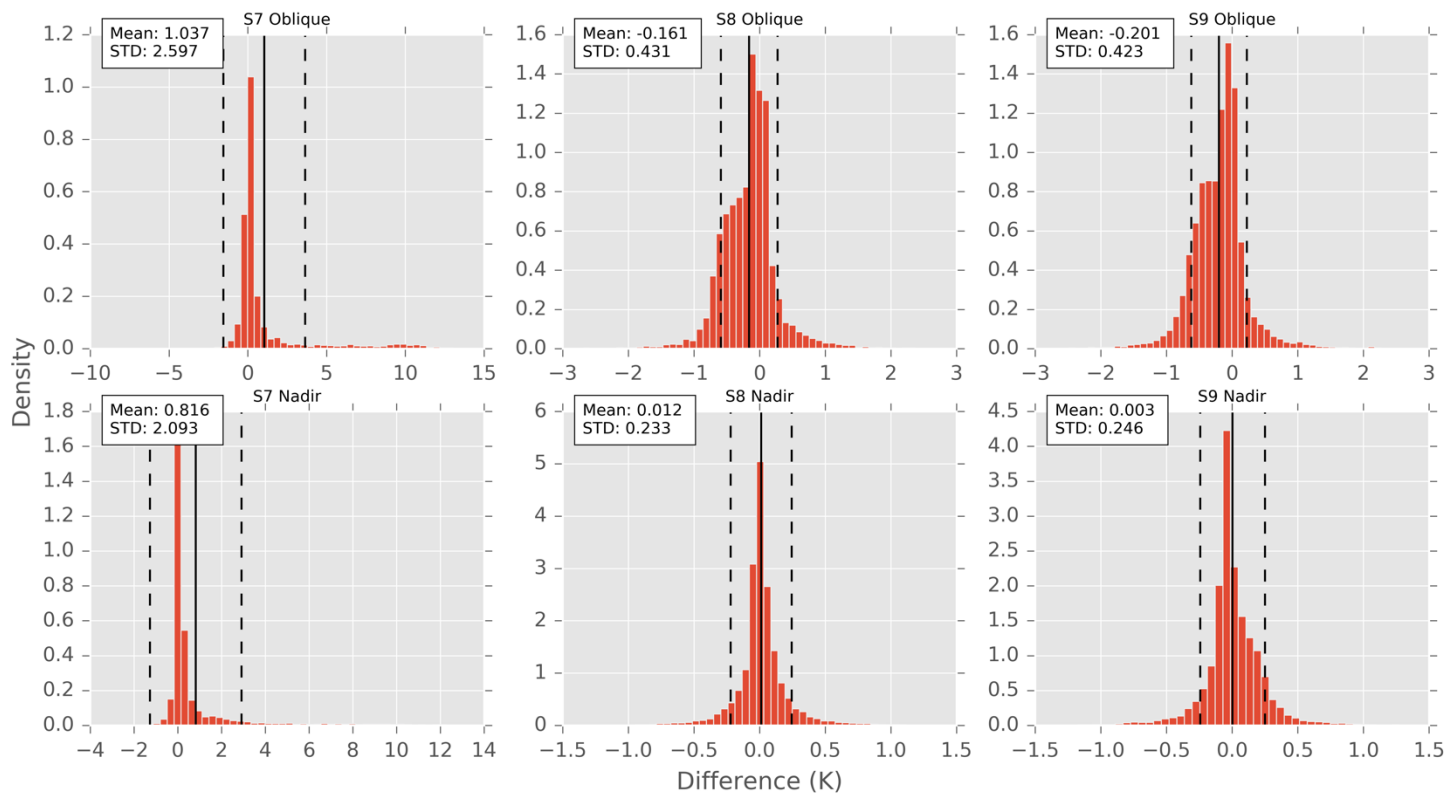 S7 Oblique
S8 Oblique
S9 Oblique
Mean: 1.037
STD: 2.597
Mean: -0.161
STD: 0.431
Mean: -0.201
STD: 0.423
1.2
1.0
0.8
0.6
0.4
0.2
0.0
1.6
1.4
1.2
1.0
0.8
0.6
0.4
0.2
0.0
1.6
1.4
1.2
1.0
0.8
0.6
0.4
0.2
0.0
−10 −5 0 5 10 15
−3 −2 −1 0 1 2 3
−3 −2 −1 0 1 2 3
Density
S7 Nadir
S8 Nadir
S9 Nadir
Mean: 0.816
STD: 2.093
Mean: 0.012
STD: 0.233
Mean: 0.003
STD: 0.246
1.8
1.6
1.4
1.2
1.0
0.8
0.6
0.4
0.2
0.0
6
5
4
3
2
1
0
4.5
4.0
3.5
3.0
2.5
2.0
1.5
1.0
0.5
0.0
−4 −2 0 2 4 6 8 10 12 14
−1.5 −1.0 −0.5 0.0 0.5 1.0 1.5
−1.5 −1.0 −0.5 0.0 0.5 1.0 1.5
Difference (K)